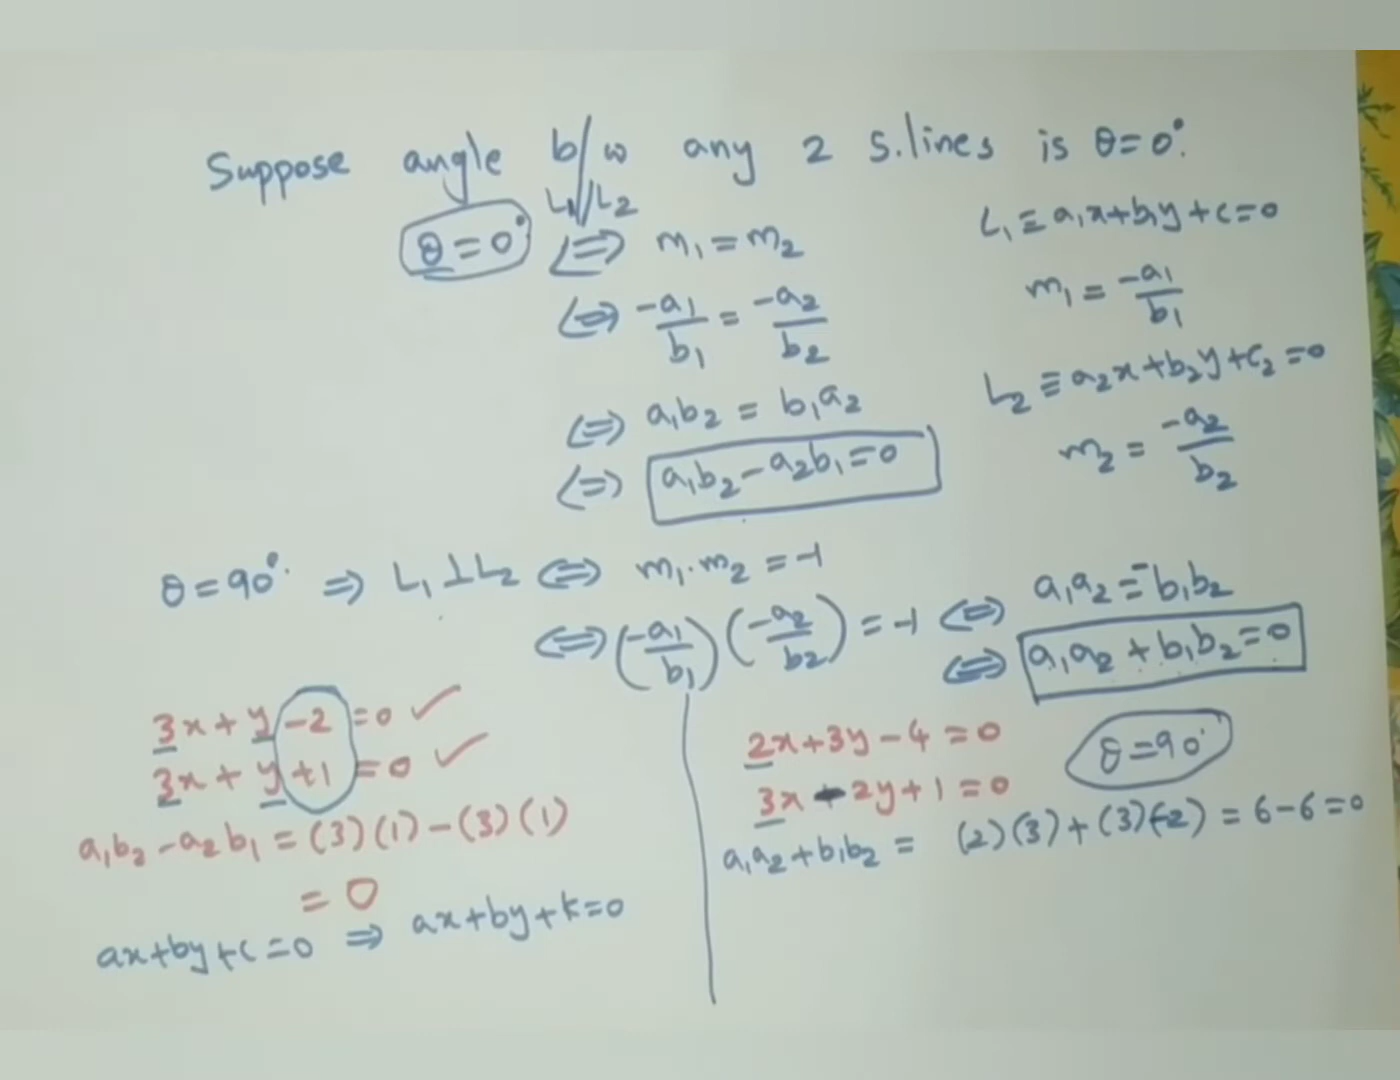 Suppose angle b/w any 2 s.lines is θ=0°.
L₁//L₂
θ=0° <=> m₁=m₂
<=> -a₁/b₁ = -a₂/b₂
<=> a₁b₂ = b₁a₂
<=> a₁b₂-a₂b₁=0
L₁≡a₁x+b₁y+c=0
m₁ = -a₁/b₁
L₂≡a₂x+b₂y+c₂=0
m₂ = -a₂/b₂
θ=90° => L₁⊥L₂ <=> m₁.m₂=-1
<=> (-a₁/b₁)(-a₂/b₂)=-1 <=> a₁a₂=-b₁b₂
<=> a₁a₂+b₁b₂=0
3x+y-2=0 ✓
3x+y+1=0 ✓
a₁b₂-a₂b₁=(3)(1)-(3)(1)
=0
ax+by+c=0 => ax+by+k=0
2x+3y-4=0
θ=90°
3x-2y+1=0
a₁a₂+b₁b₂= (2)(3)+(3)(-2)=6-6=0